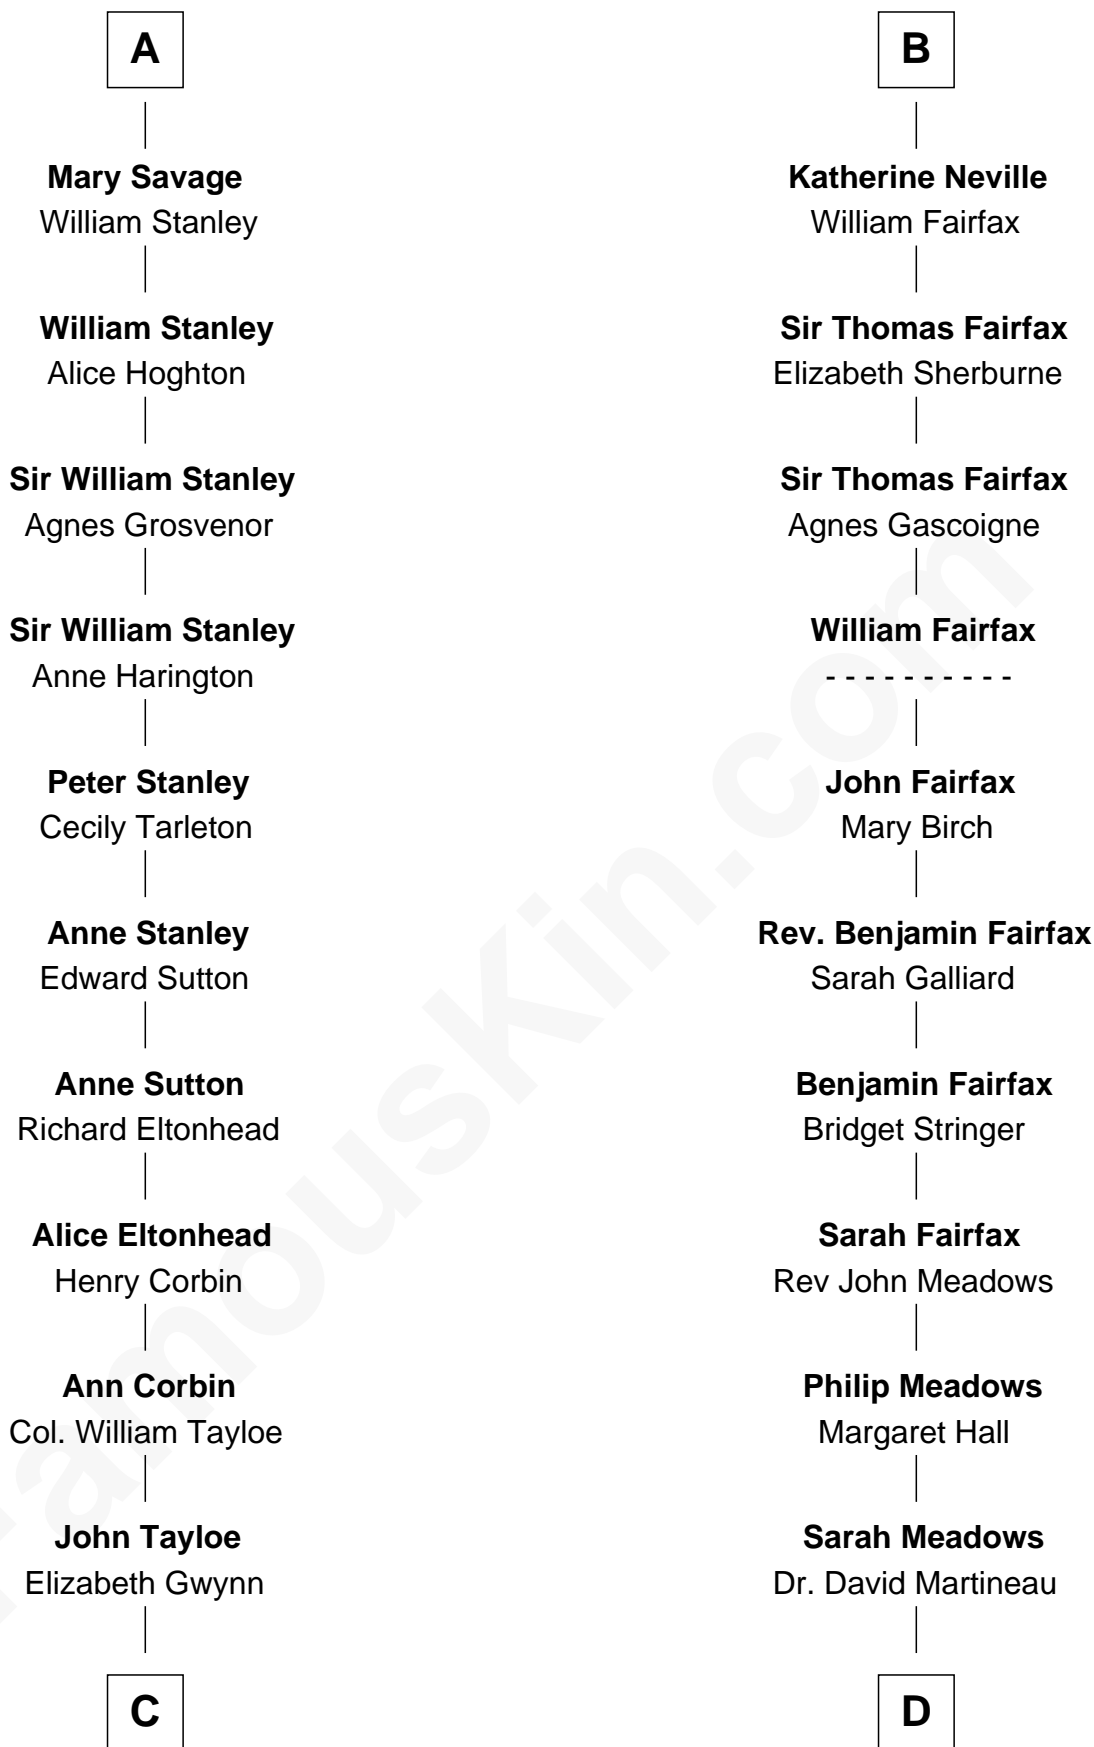 A
Mary Savage
William Stanley
William Stanley
Alice Hoghton
Sir William Stanley
Agnes Grosvenor
Sir William Stanley
Anne Harington
Peter Stanley
Cecily Tarleton
Anne Stanley
Edward Sutton
Anne Sutton
Richard Eltonhead
Alice Eltonhead
Henry Corbin
Ann Corbin
Col. William Tayloe
John Tayloe
Elizabeth Gwynn
C
B
Katherine Neville
William Fairfax
Sir Thomas Fairfax
Elizabeth Sherburne
Sir Thomas Fairfax
Agnes Gascoigne
William Fairfax
- - - - - - - - - -
John Fairfax
Mary Birch
Rev. Benjamin Fairfax
Sarah Galliard
Benjamin Fairfax
Bridget Stringer
Sarah Fairfax
Rev John Meadows
Philip Meadows
Margaret Hall
Sarah Meadows
Dr. David Martineau
D
FamousKin.com